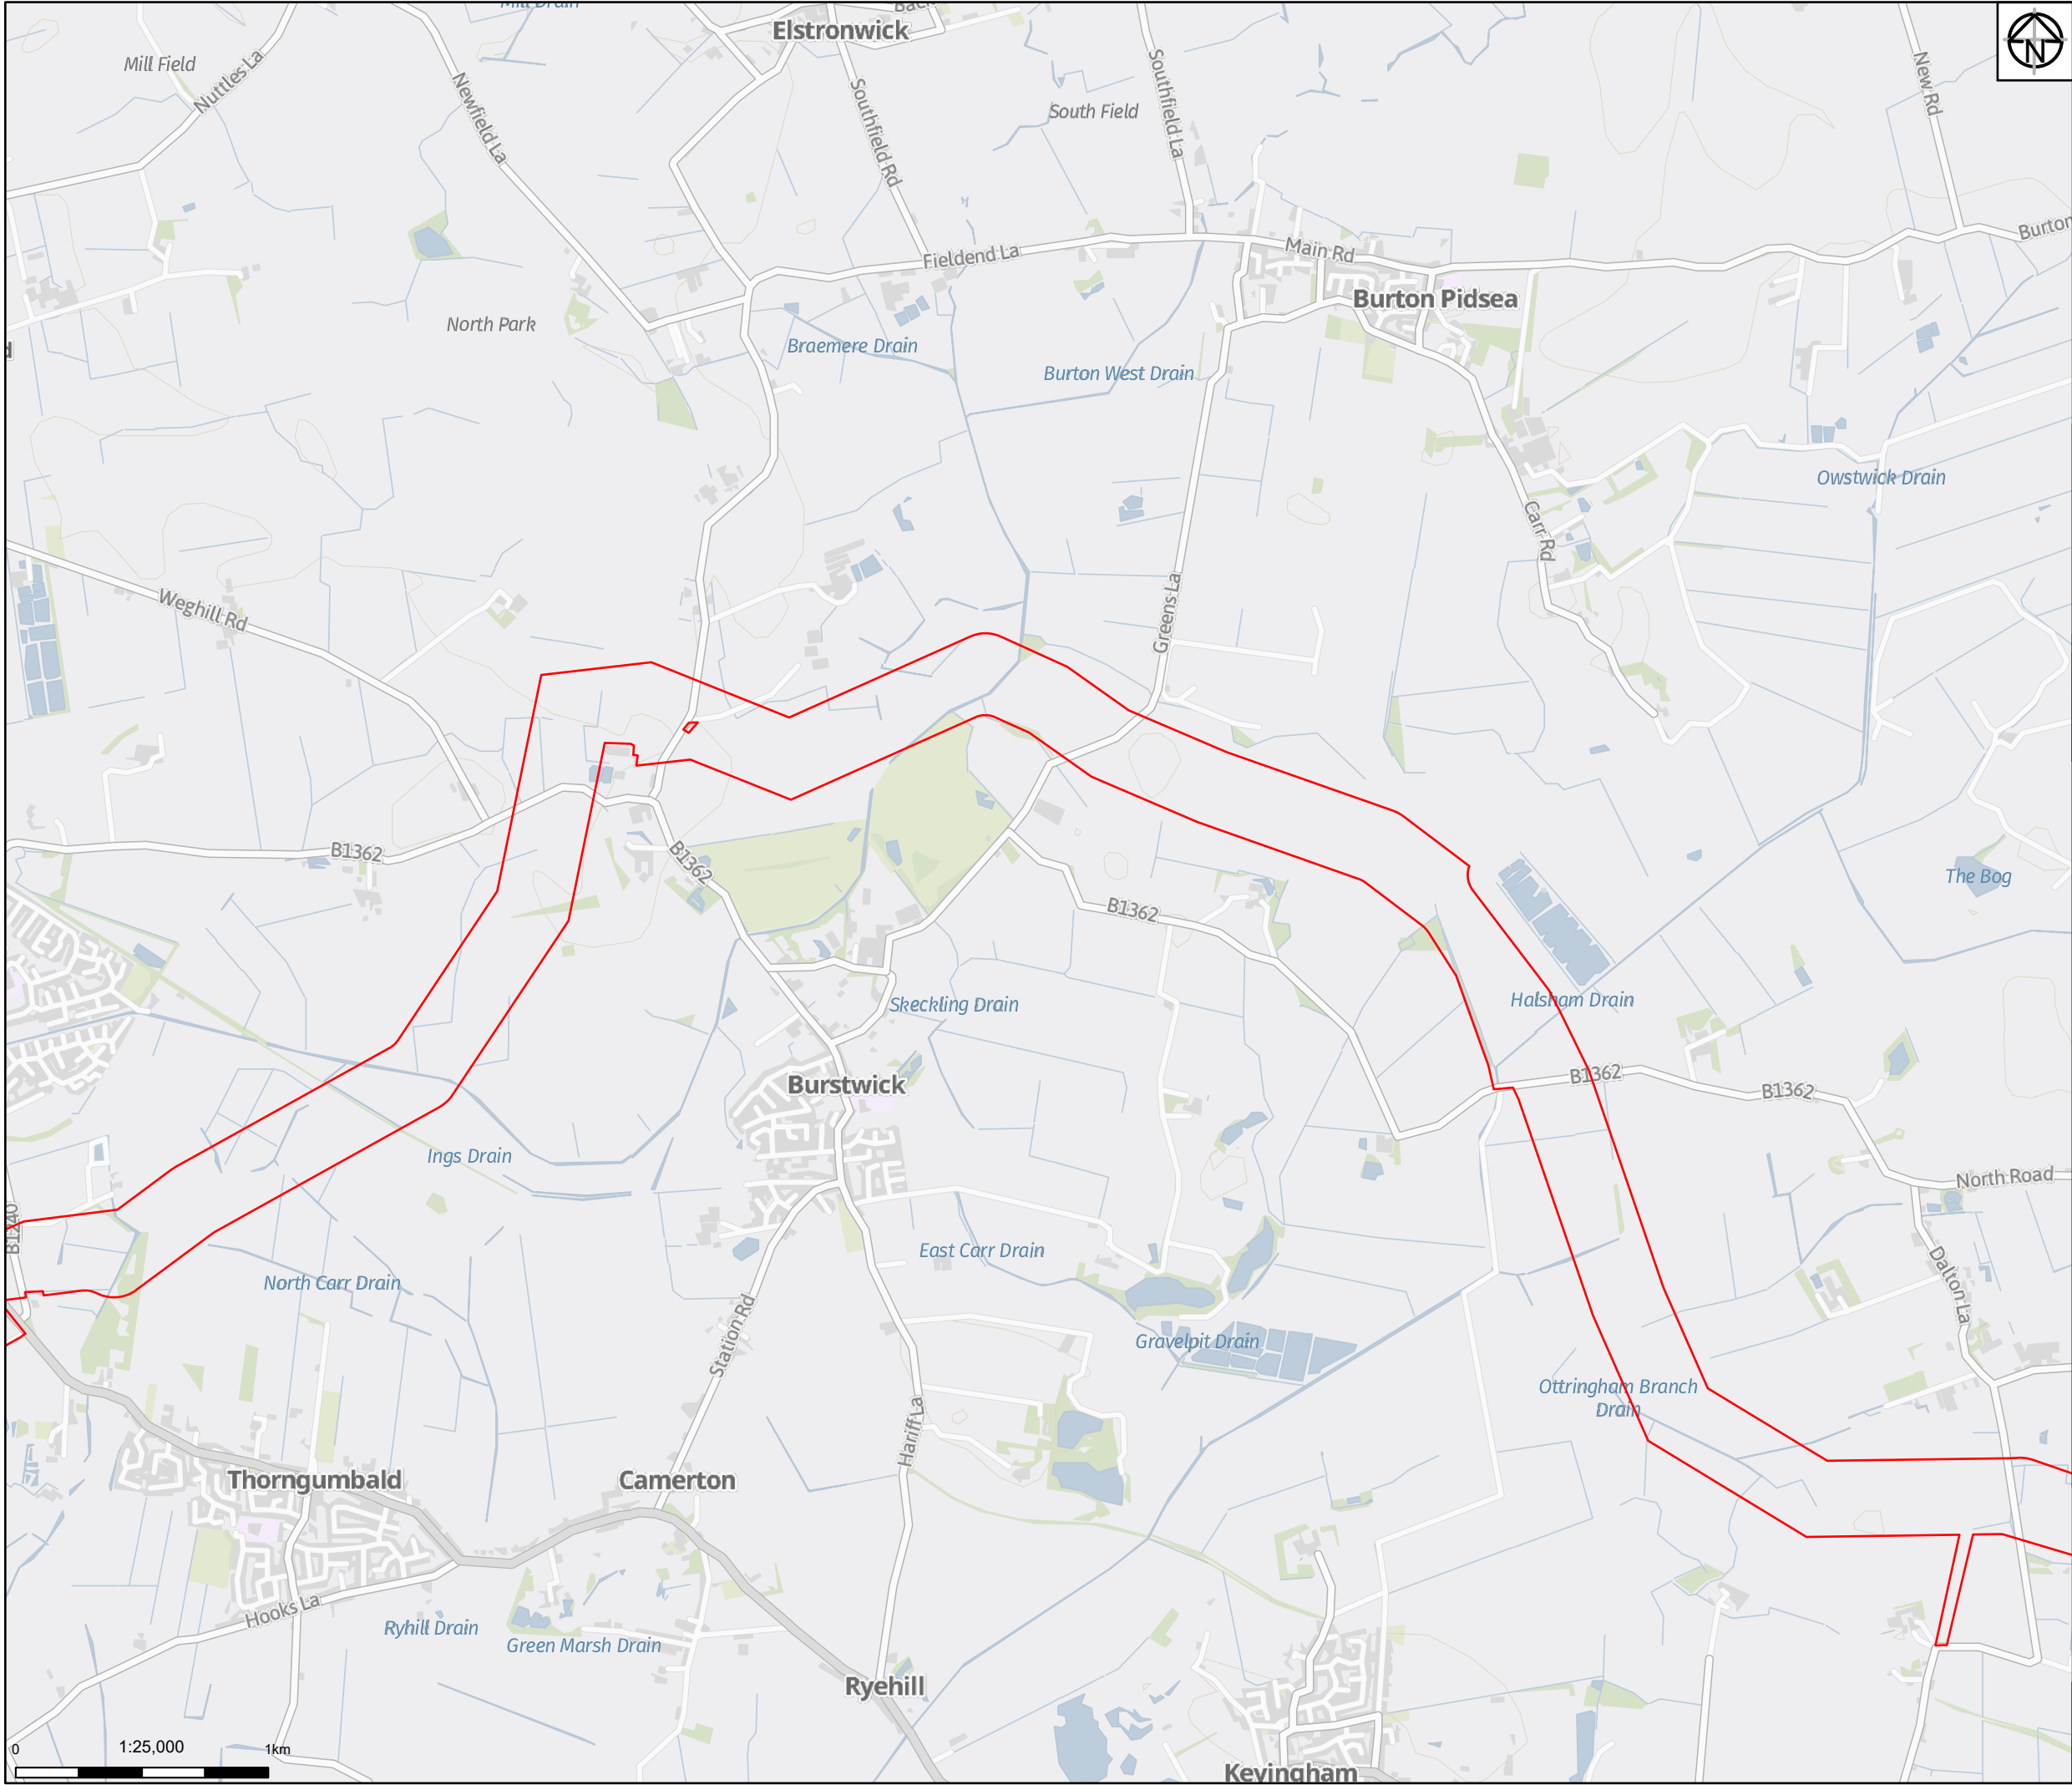 Mill Drain
Back
Elstronwick
N
Mill Field
Nuttles La
Newfield La
Southfield Rd
South Field
Southfield La
New Rd
Burton
Fieldend La
Main Rd
Burton Pidsea
North Park
Braemere Drain
d
Burton West Drain
Owstwick Drain
Carr Rd
Greens La
Weghill Rd
B1362
B1362
The Bog
B1362
Skeckling Drain
Halsham Drain
B1362
B1362
Burstwick
Ings Drain
North Road
B1240
East Carr Drain
North Carr Drain
Dalton La
Station Rd
Gravelpit Drain
Ottringham Branch
Drain
Hariff La
Thorngumbald
Camerton
Hooks La
Ryhill Drain
Green Marsh Drain
Ryehill
0
1:25,000
1km
Keyingham